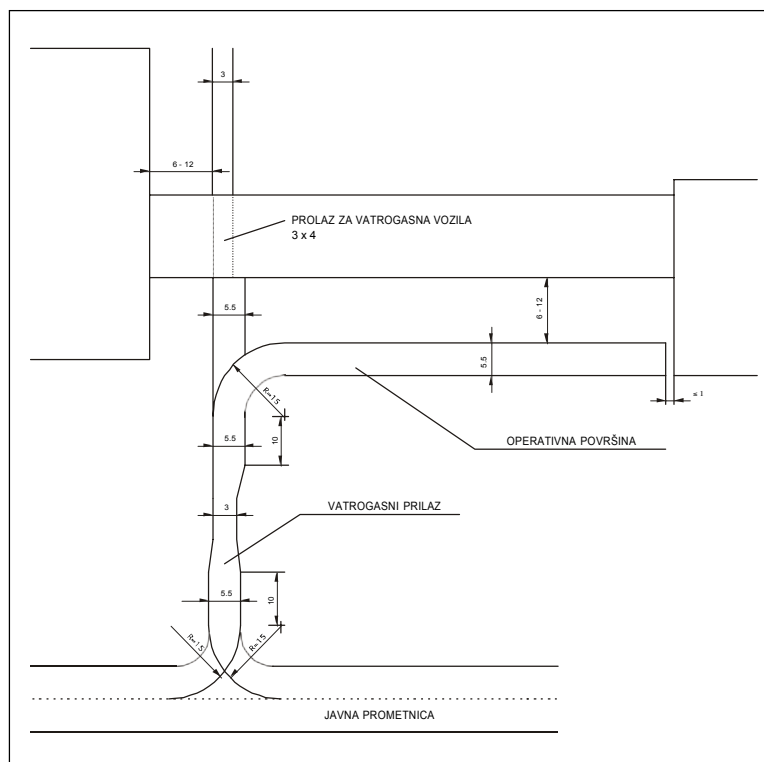 3
6 - 12
PROLAZ ZA VATROGASNA VOZILA
3 x 4
5.5
6 - 12
5.5
R=15
≤ 1
5.5
10
OPERATIVNA POVRŠINA
3
VATROGASNI PRILAZ
5.5
10
R=15
R=15
JAVNA PROMETNICA